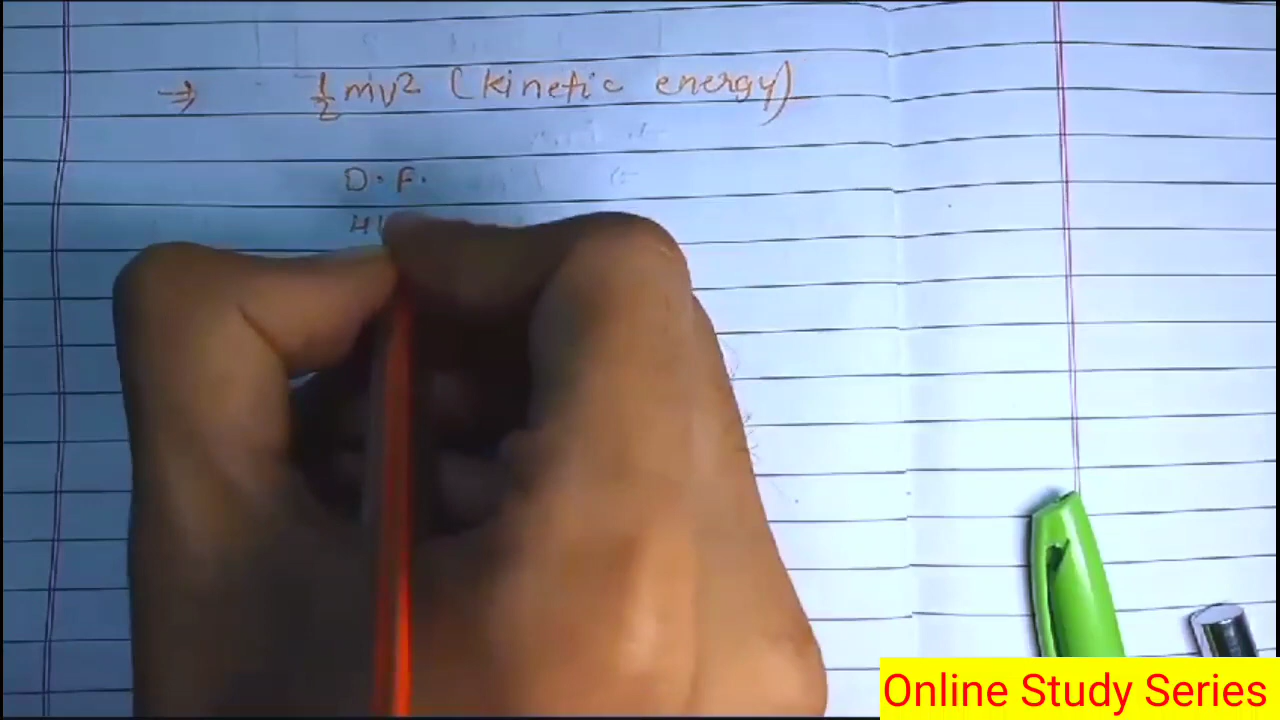 ⇒ ½mv² (kinetic energy)
D.F.
Online Study Series